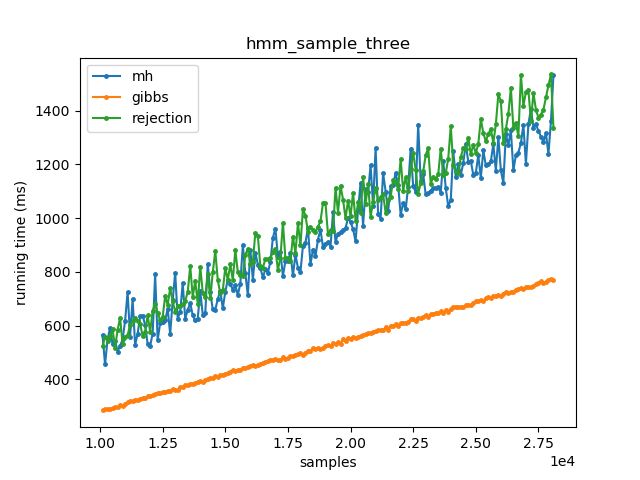 hmm_sample_three
mh
gibbs
rejection
running time (ms)
1400
1200
1000
800
600
400
1.00 1.25 1.50 1.75 2.00 2.25 2.50 2.75
1e4
samples